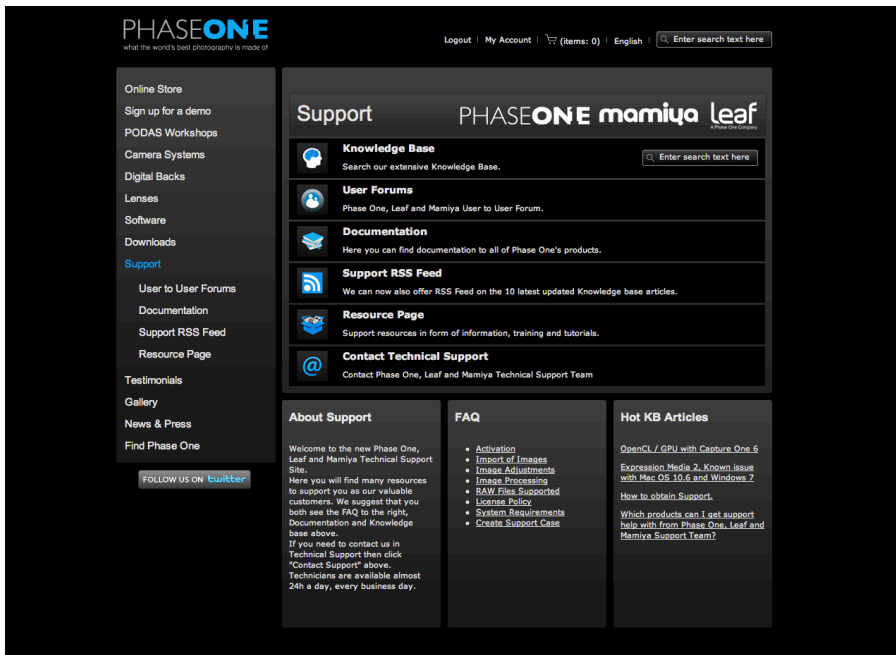 PHASEONE
what the world's best photography is made of
Logout | My Account | (items: 0) | English | Enter search text here
Online Store
Sign up for a demo
PODAS Workshops
Camera Systems
Digital Backs
Lenses
Software
Downloads
Support
User to User Forums
Documentation
Support RSS Feed
Resource Page
Testimonials
Gallery
News & Press
Find Phase One
FOLLOW US ON twitter
Support
PHASEONE mamiya leaf
A Phase One Company
Knowledge Base
Search our extensive Knowledge Base.
Enter search text here
User Forums
Phase One, Leaf and Mamiya User to User Forum.
Documentation
Here you can find documentation to all of Phase One's products.
Support RSS Feed
We can now also offer RSS Feed on the 10 latest updated Knowledge base articles.
Resource Page
Support resources in form of information, training and tutorials.
@
Contact Technical Support
Contact Phase One, Leaf and Mamiya Technical Support Team
About Support
Welcome to the new Phase One,
Leaf and Mamiya Technical Support
Site.
Here you will find many resources
to support you as our valuable
customers. We suggest that you
both see the FAQ to the right,
Documentation and Knowledge
base above.
If you need to contact us in
Technical Support then click
"Contact Support" above.
Technicians are available almost
24h a day, every business day.
FAQ
• Activation
• Import of Images
• Image Adjustments
• Image Processing
• RAW Files Supported
• License Policy
• System Requirements
• Create Support Case
Hot KB Articles
OpenCL / GPU with Capture One 6
Expression Media 2, Known issue
with Mac OS 10.6 and Windows 7
How to obtain Support.
Which products can I get support
help with from Phase One, Leaf and
Mamiya Support Team?